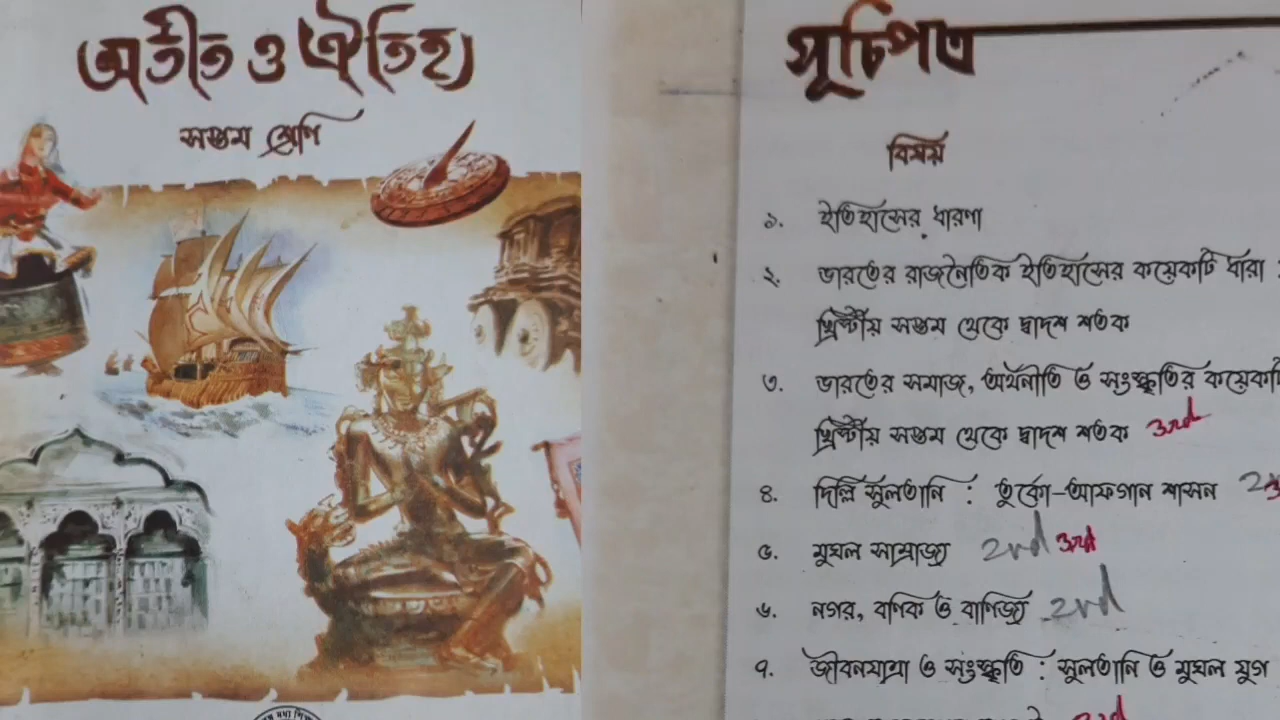 অতীত ও ঐতিহ্য
সপ্তম শ্রেণি
সূচিপত্র
বিষয়
১. ইতিহাসের ধারণা
২. ভারতের রাজনৈতিক ইতিহাসের কয়েকটি ধারা :
খ্রিস্টীয় সপ্তম থেকে দ্বাদশ শতক
৩. ভারতের সমাজ, অর্থনীতি ও সংস্কৃতির কয়েকটি
খ্রিস্টীয় সপ্তম থেকে দ্বাদশ শতক 3rd
৪. দিল্লি সুলতানি : তুর্কো-আফগান শাসন
৫. মুঘল সাম্রাজ্য 2nd 3rd
৬. নগর, বণিক ও বাণিজ্য 2nd
৭. জীবনযাত্রা ও সংস্কৃতি : সুলতানি ও মুঘল যুগ